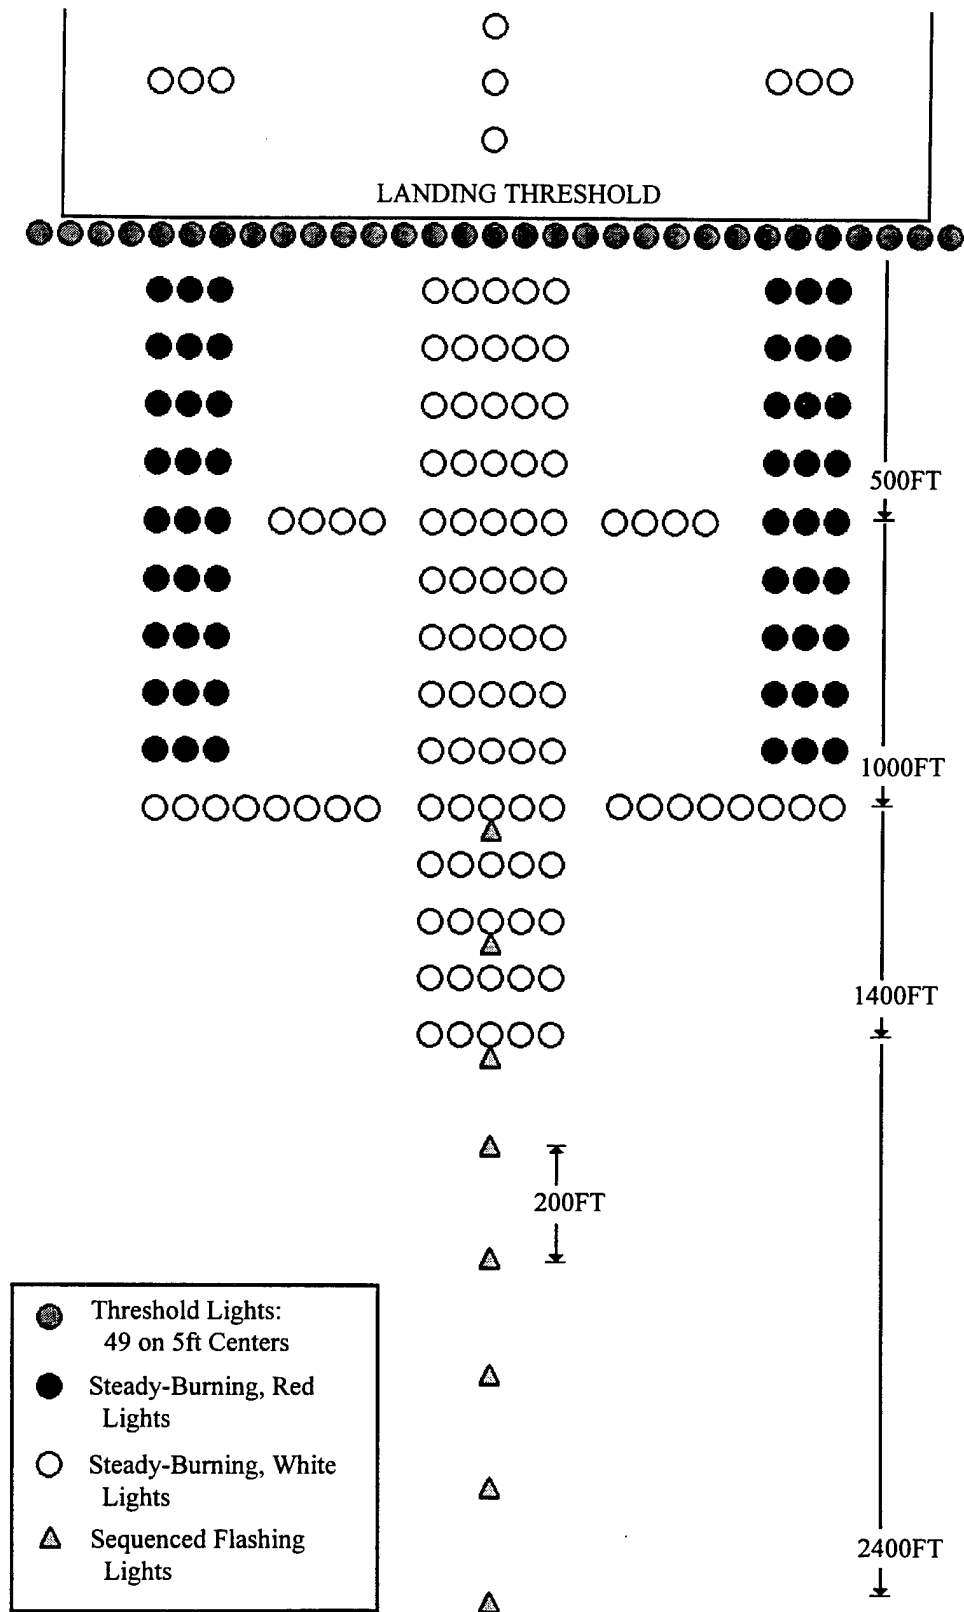 LANDING THRESHOLD
500FT
1000FT
1400FT
200FT
2400FT
Threshold Lights:
49 on 5ft Centers
Steady-Burning, Red
Lights
Steady-Burning, White
Lights
Sequenced Flashing
Lights